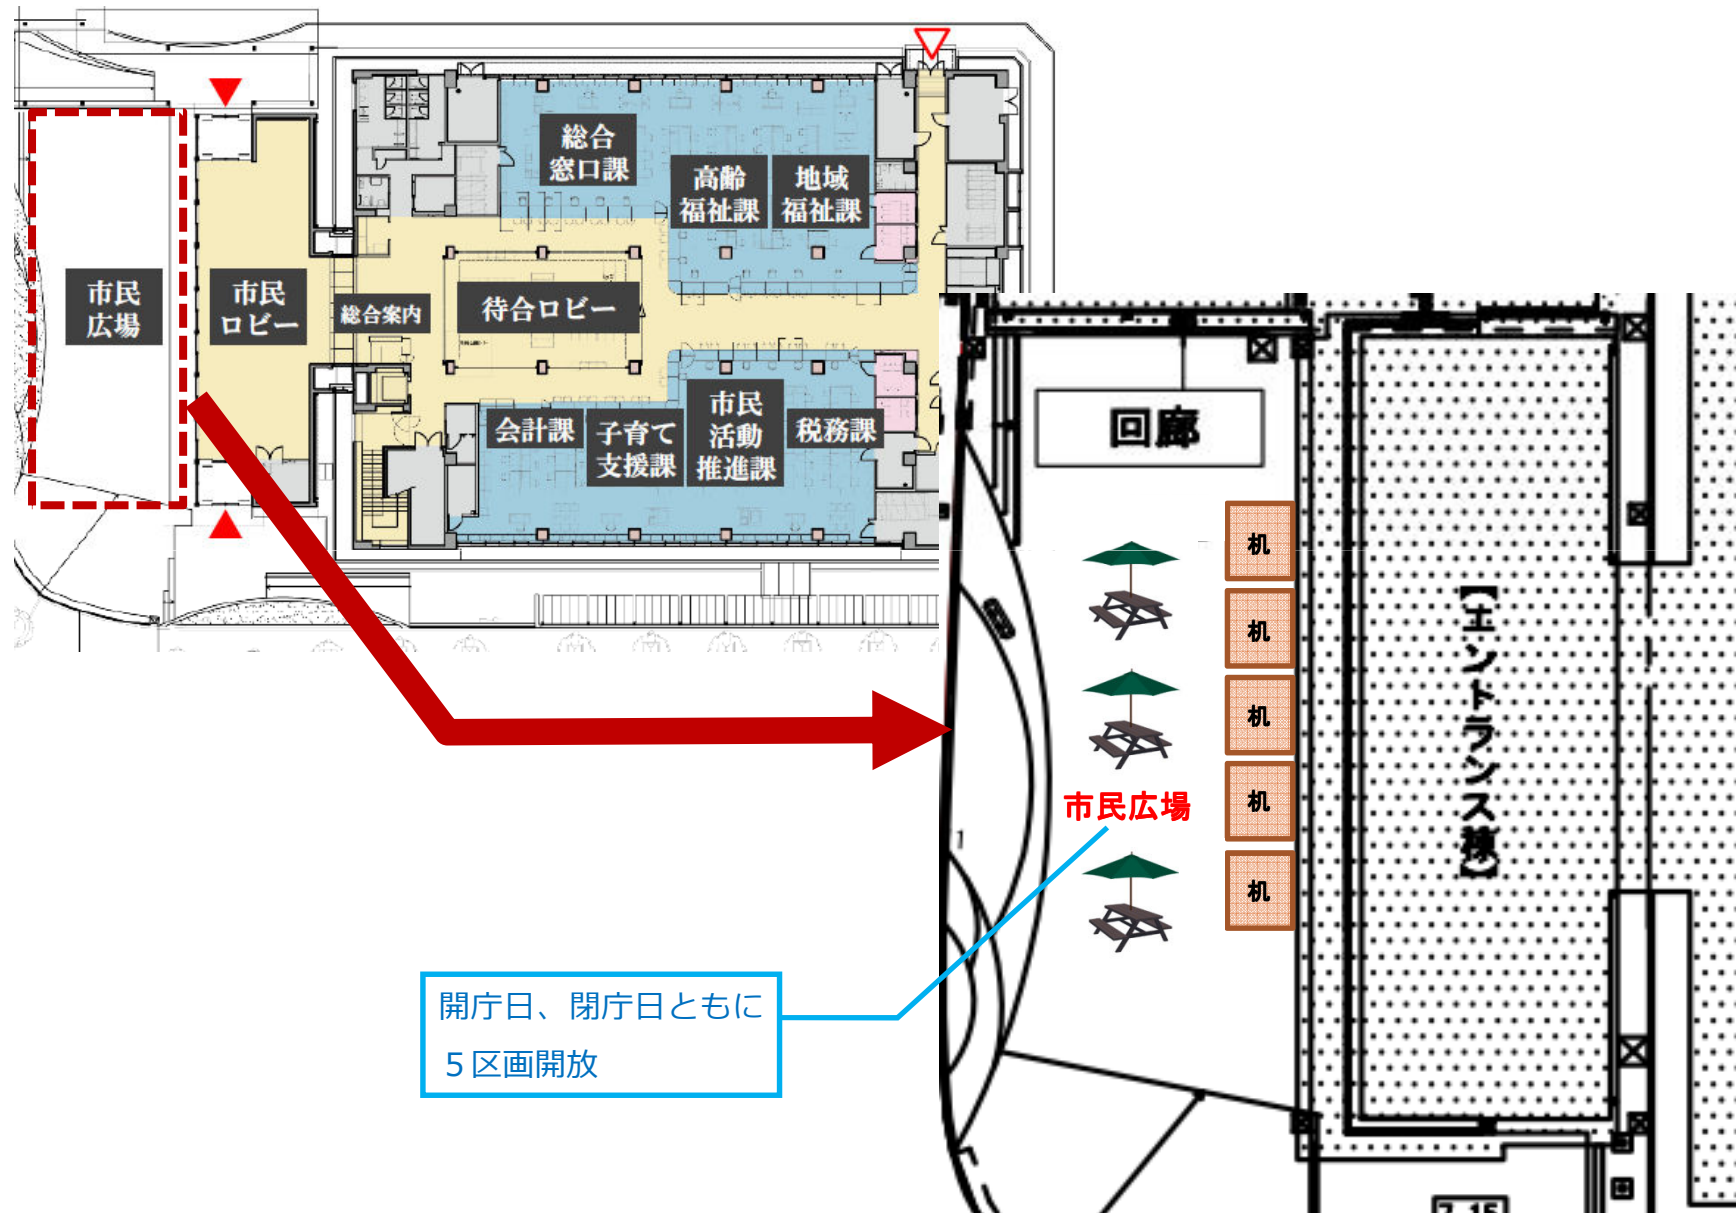 総合
窓口課
高齢
福祉課
地域
福祉課
市民
広場
市民
ロビー
総合案内
待合ロビー
会計課
子育て
支援課
市民
活動
推進課
税務課
回廊
机
机
机
机
机
【エントランス棟】
市民広場
開庁日、閉庁日ともに
５区画開放